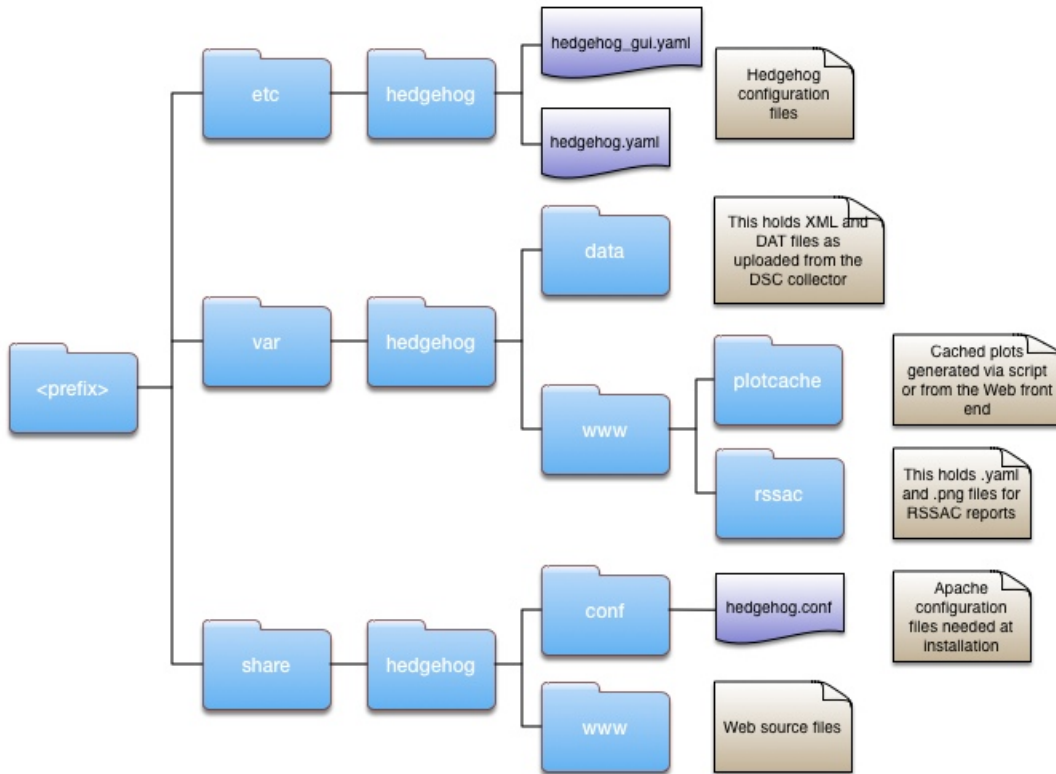 etc
hedgehog
hedgehog_gui.yaml
hedgehog.yaml
Hedgehog
configuration
files
<prefix>
var
hedgehog
data
This holds XML and
DAT files as
uploaded from the
DSC collector
www
plotcache
Cached plots
generated via script
or from the Web front
end
rssac
This holds .yaml
and .png files for
RSSAC reports
share
hedgehog
conf
hedgehog.conf
Apache
configuration
files needed at
installation
www
Web source files